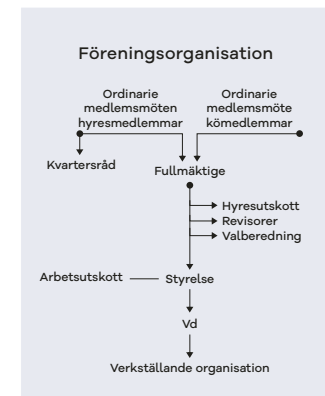 Föreningsorganisation
Ordinarie
medlemsmöten
hyresmedlemmar
Ordinarie
medlemsmöte
kömedlemmar
Kvartersråd
Fullmäktige
Hyresutskott
Revisorer
Valberedning
Arbetsutskott
Styrelse
Vd
Verkställande organisation